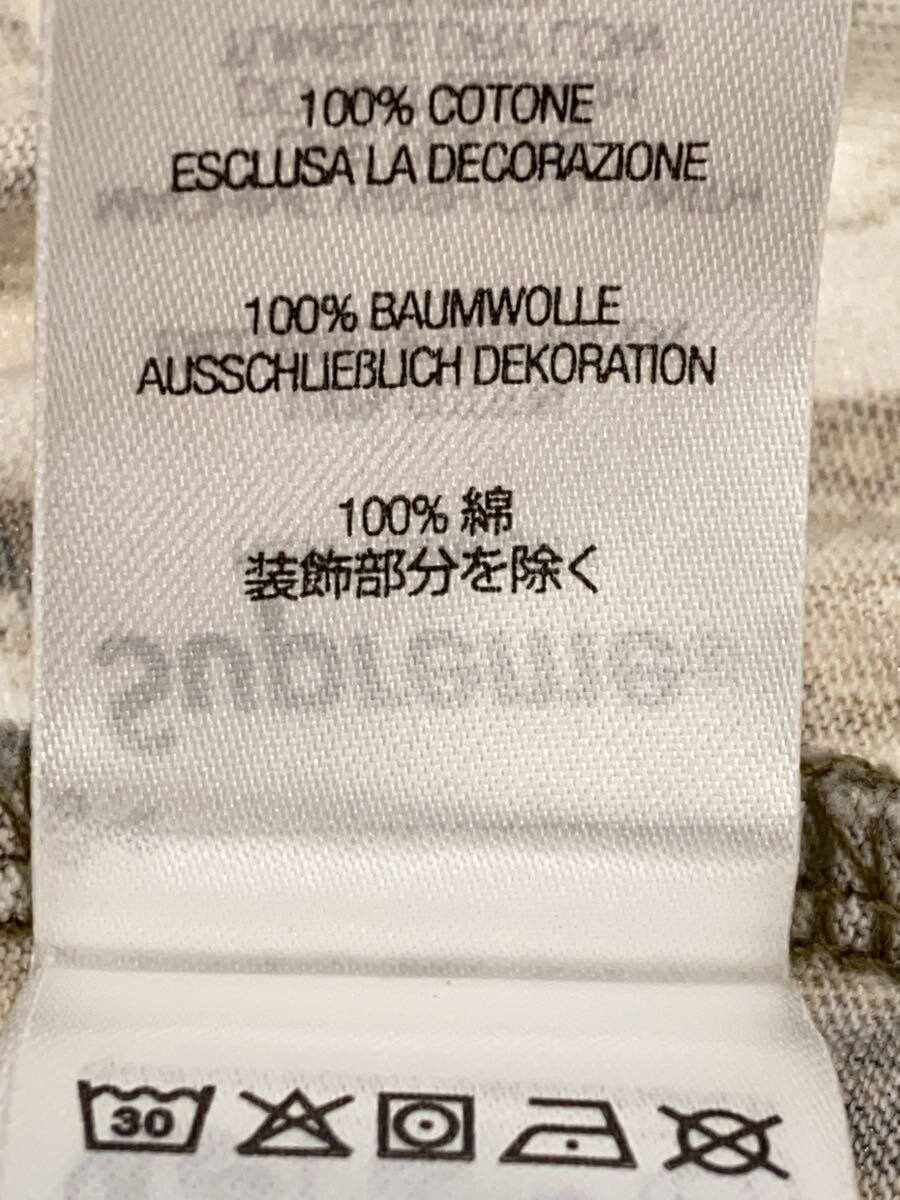 100% COTONE
ESCLUSA LA DECORAZIONE
100% BAUMWOLLE
AUSSCHLIEßLICH DEKORATION
100% 綿
装飾部分を除く
Supreme
30